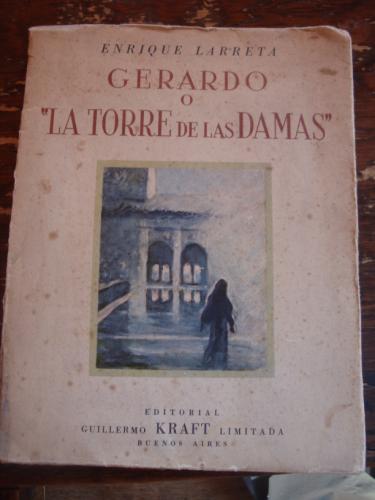 ENRIQUE LARRETA
GERARDO
O
"LA TORRE DE LAS DAMAS"
EDITORIAL
GUILLERMO KRAFT LIMITADA
BUENOS AIRES